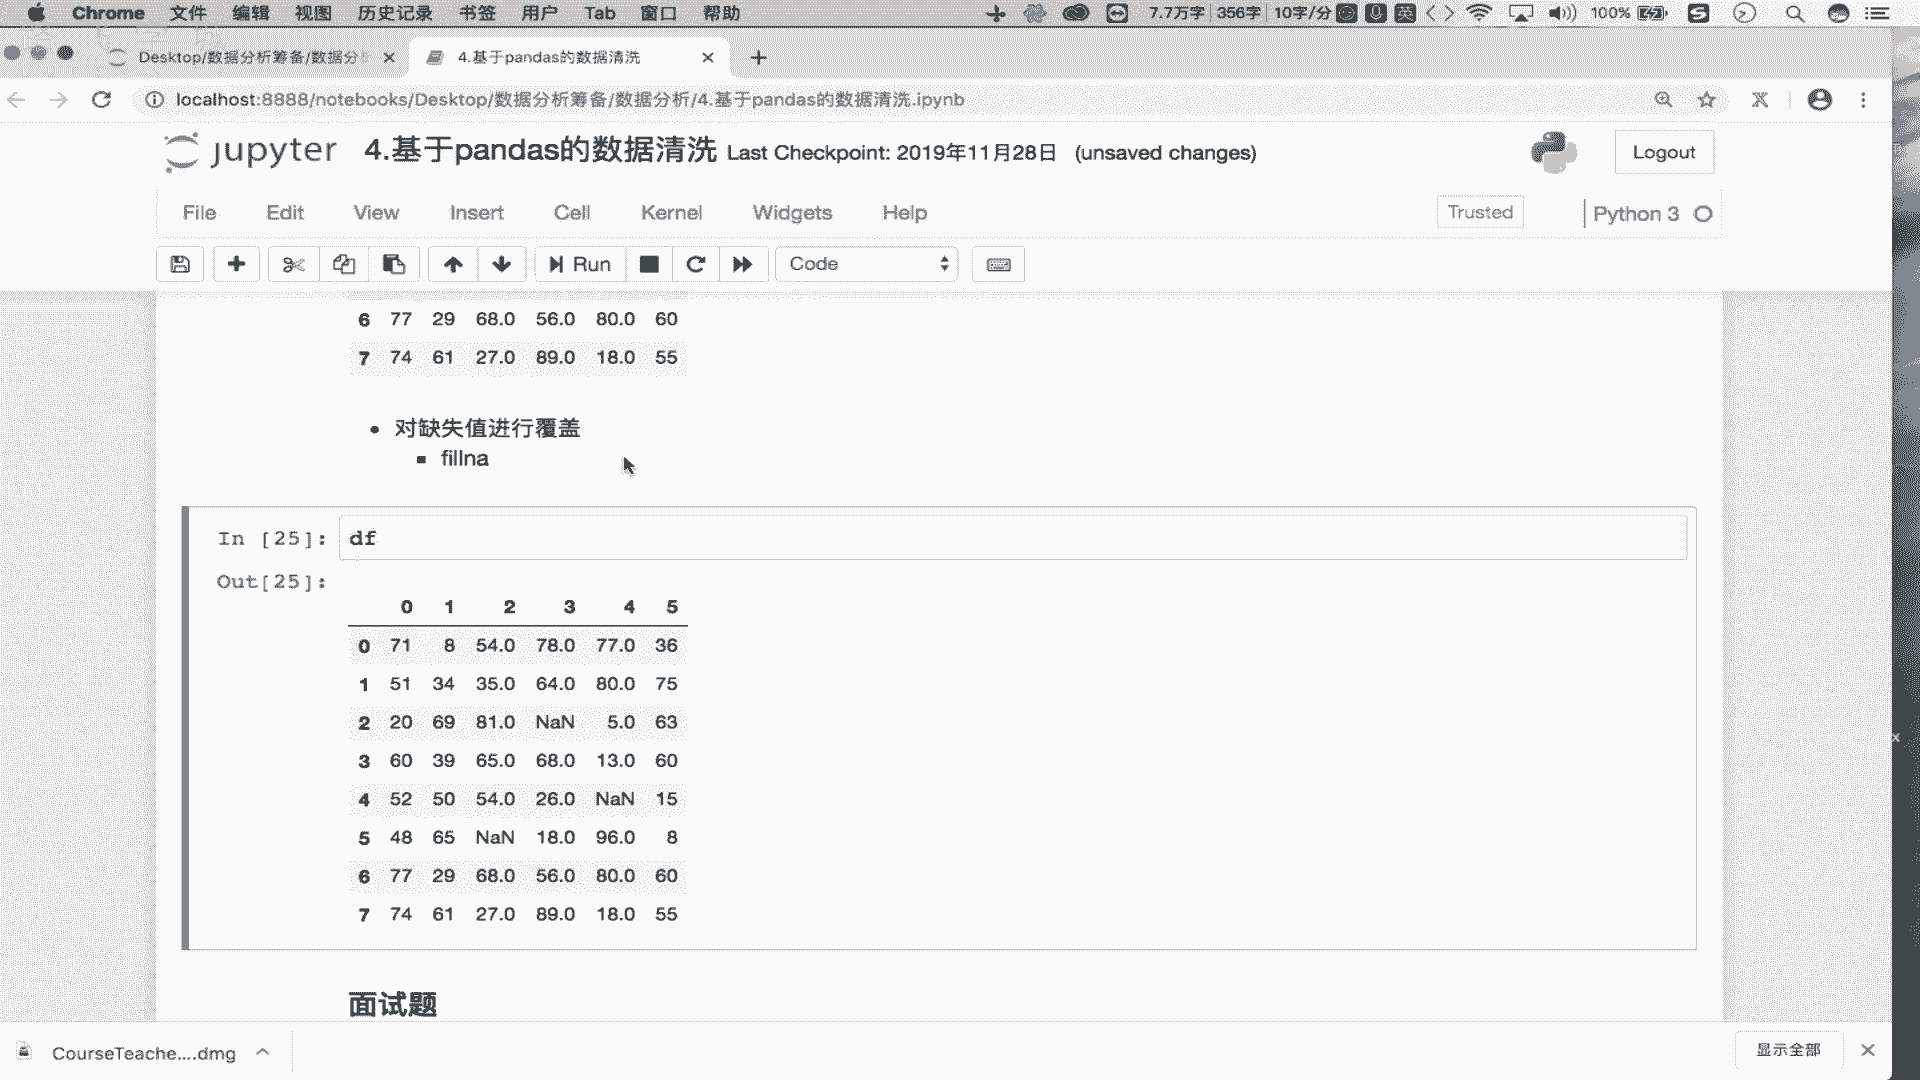 Chrome 文件 编辑 视图 历史记录 书签 用户 Tab 窗口 帮助 7.7万字 356字 10字/分 英 100%
Desktop/数据分析筹备/数据分 4.基于pandas的数据清洗
localhost:8888/notebooks/Desktop/数据分析筹备/数据分析/4.基于pandas的数据清洗.ipynb
jupyter 4.基于pandas的数据清洗 Last Checkpoint: 2019年11月28日 (unsaved changes) Logout
File Edit View Insert Cell Kernel Widgets Help Trusted Python 3
Run Code
6 77 29 68.0 56.0 80.0 60
7 74 61 27.0 89.0 18.0 55
对缺失值进行覆盖
fillna
In [25]: df
Out[25]:
0 1 2 3 4 5
0 71 8 54.0 78.0 77.0 36
1 51 34 35.0 64.0 80.0 75
2 20 69 81.0 NaN 5.0 63
3 60 39 65.0 68.0 13.0 60
4 52 50 54.0 26.0 NaN 15
5 48 65 NaN 18.0 96.0 8
6 77 29 68.0 56.0 80.0 60
7 74 61 27.0 89.0 18.0 55
面试题
CourseTeache....dmg 显示全部